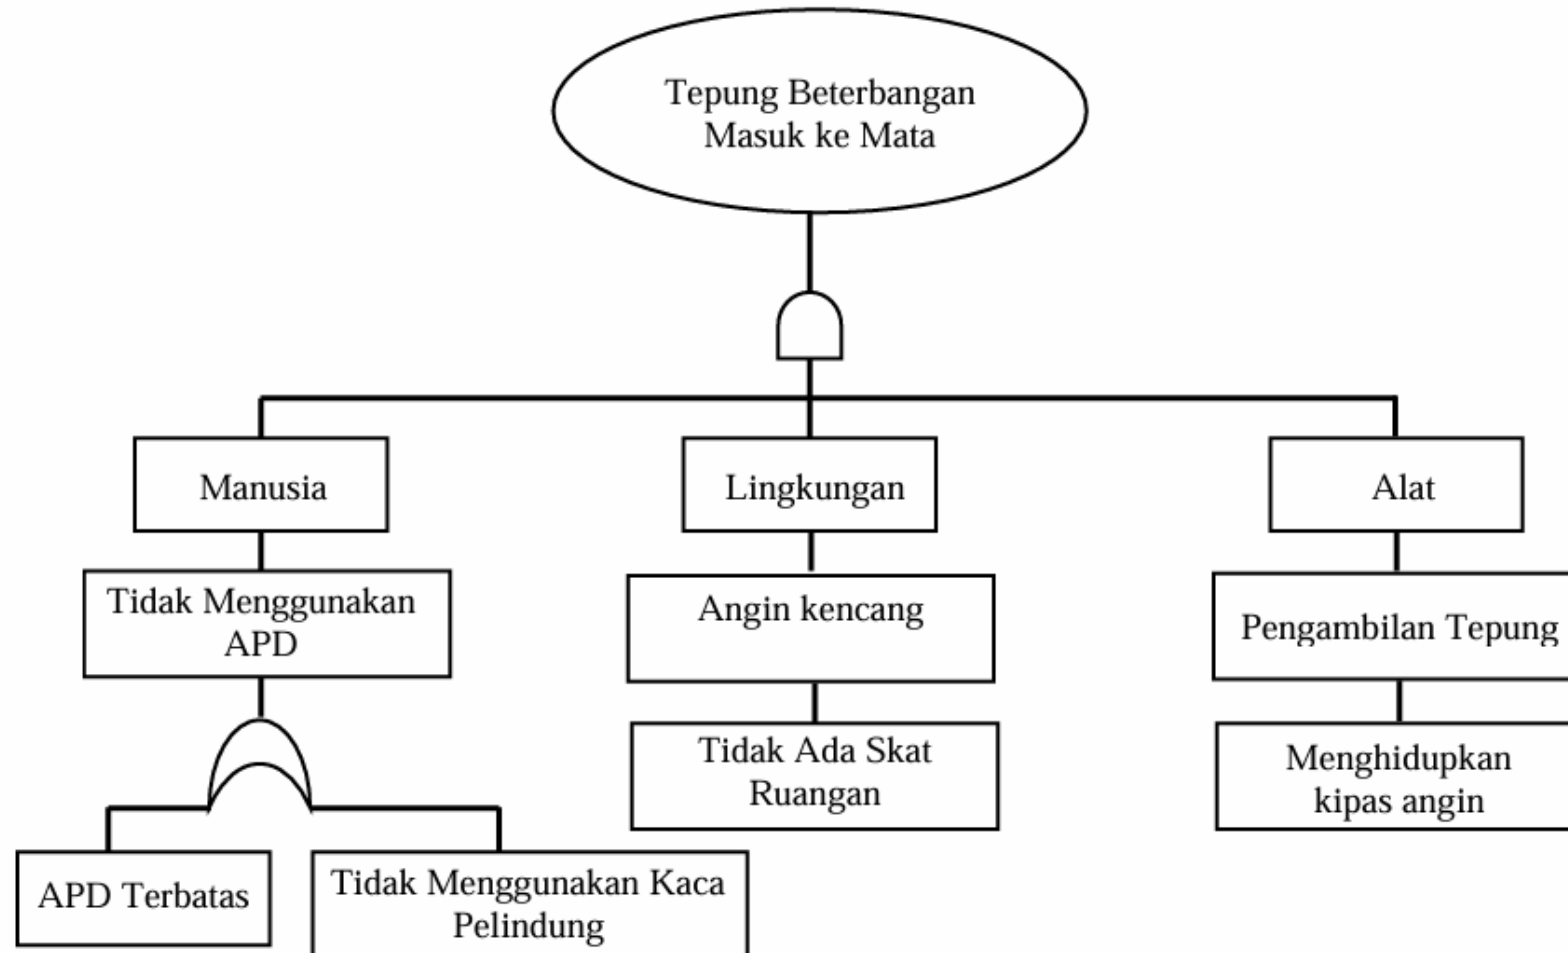 Tepung Beterbangan
Masuk ke Mata
Manusia
Lingkungan
Alat
Tidak Menggunakan
APD
Angin kencang
Pengambilan Tepung
Tidak Ada Skat
Ruangan
Menghidupkan
kipas angin
APD Terbatas
Tidak Menggunakan Kaca
Pelindung